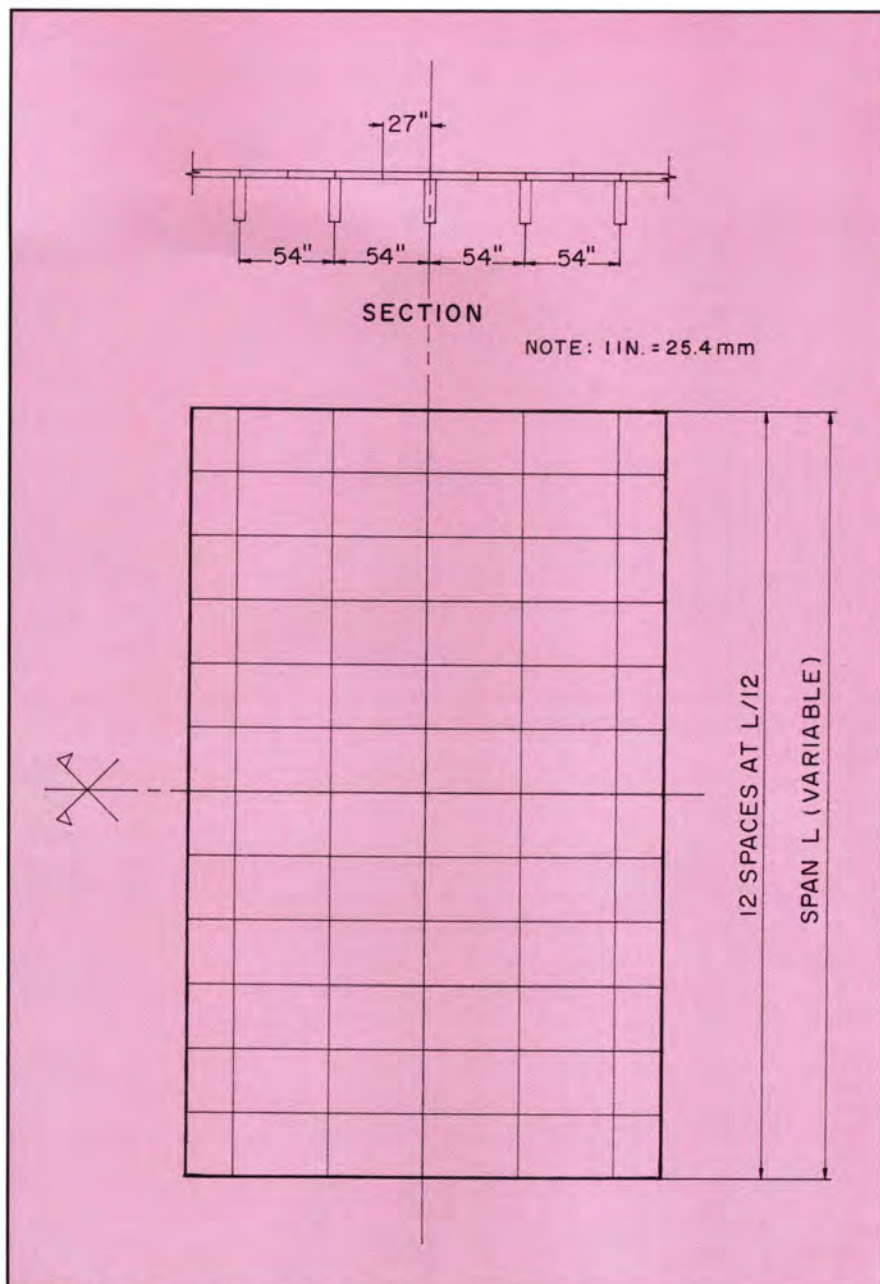 27"
54" 54" 54" 54"
SECTION
NOTE: 1 IN. = 25.4 mm
12 SPACES AT L/12
SPAN L (VARIABLE)